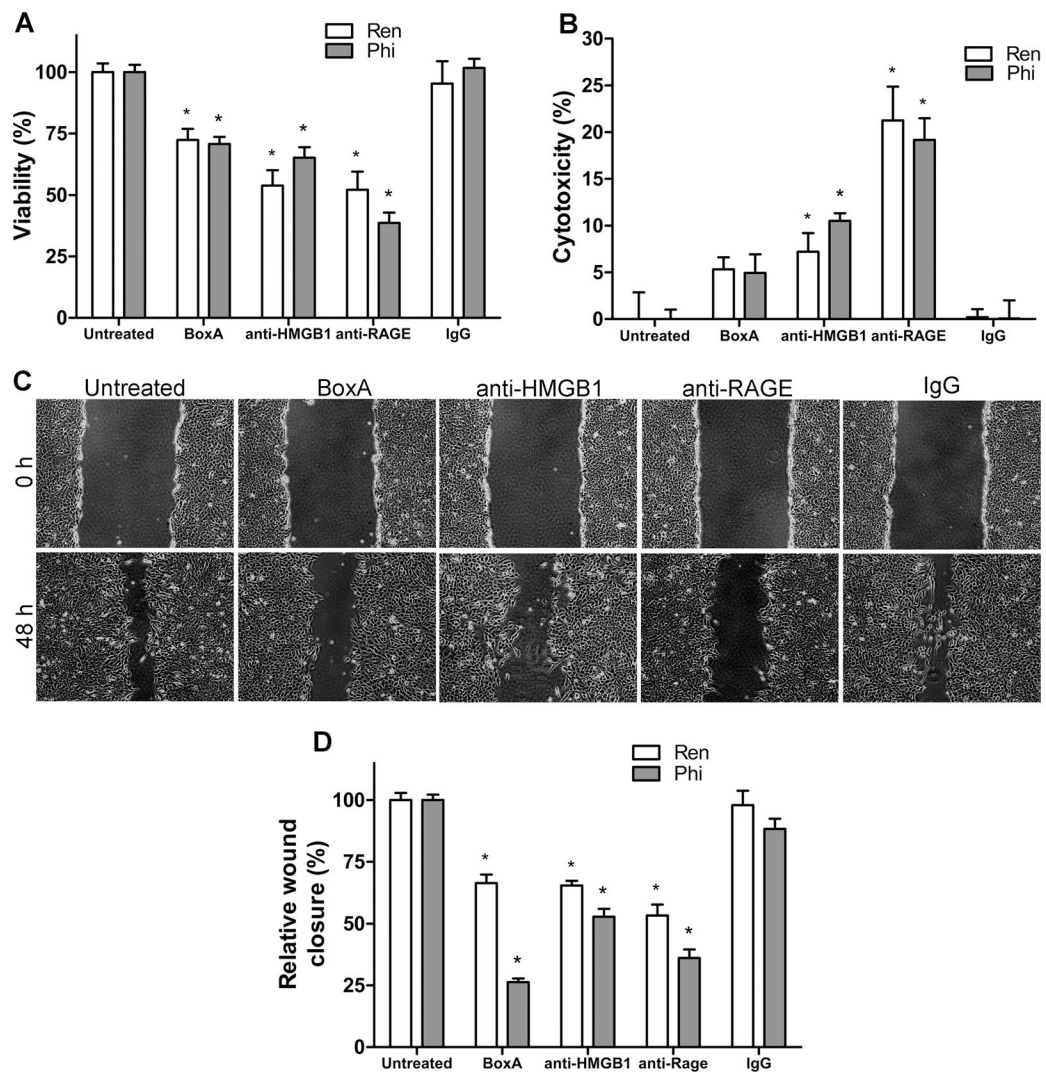 A
Ren
Phi
Viability (%)
100
75
50
25
0
*
*
*
*
*
*
Untreated BoxA anti-HMGB1 anti-RAGE IgG
B
Ren
Phi
Cytotoxicity (%)
30
25
20
15
10
5
0
*
*
*
*
Untreated BoxA anti-HMGB1 anti-RAGE IgG
C
Untreated BoxA anti-HMGB1 anti-RAGE IgG
0 h
48 h
D
Ren
Phi
Relative wound
closure (%)
100
75
50
25
0
*
*
*
*
*
*
Untreated BoxA anti-HMGB1 anti-Rage IgG